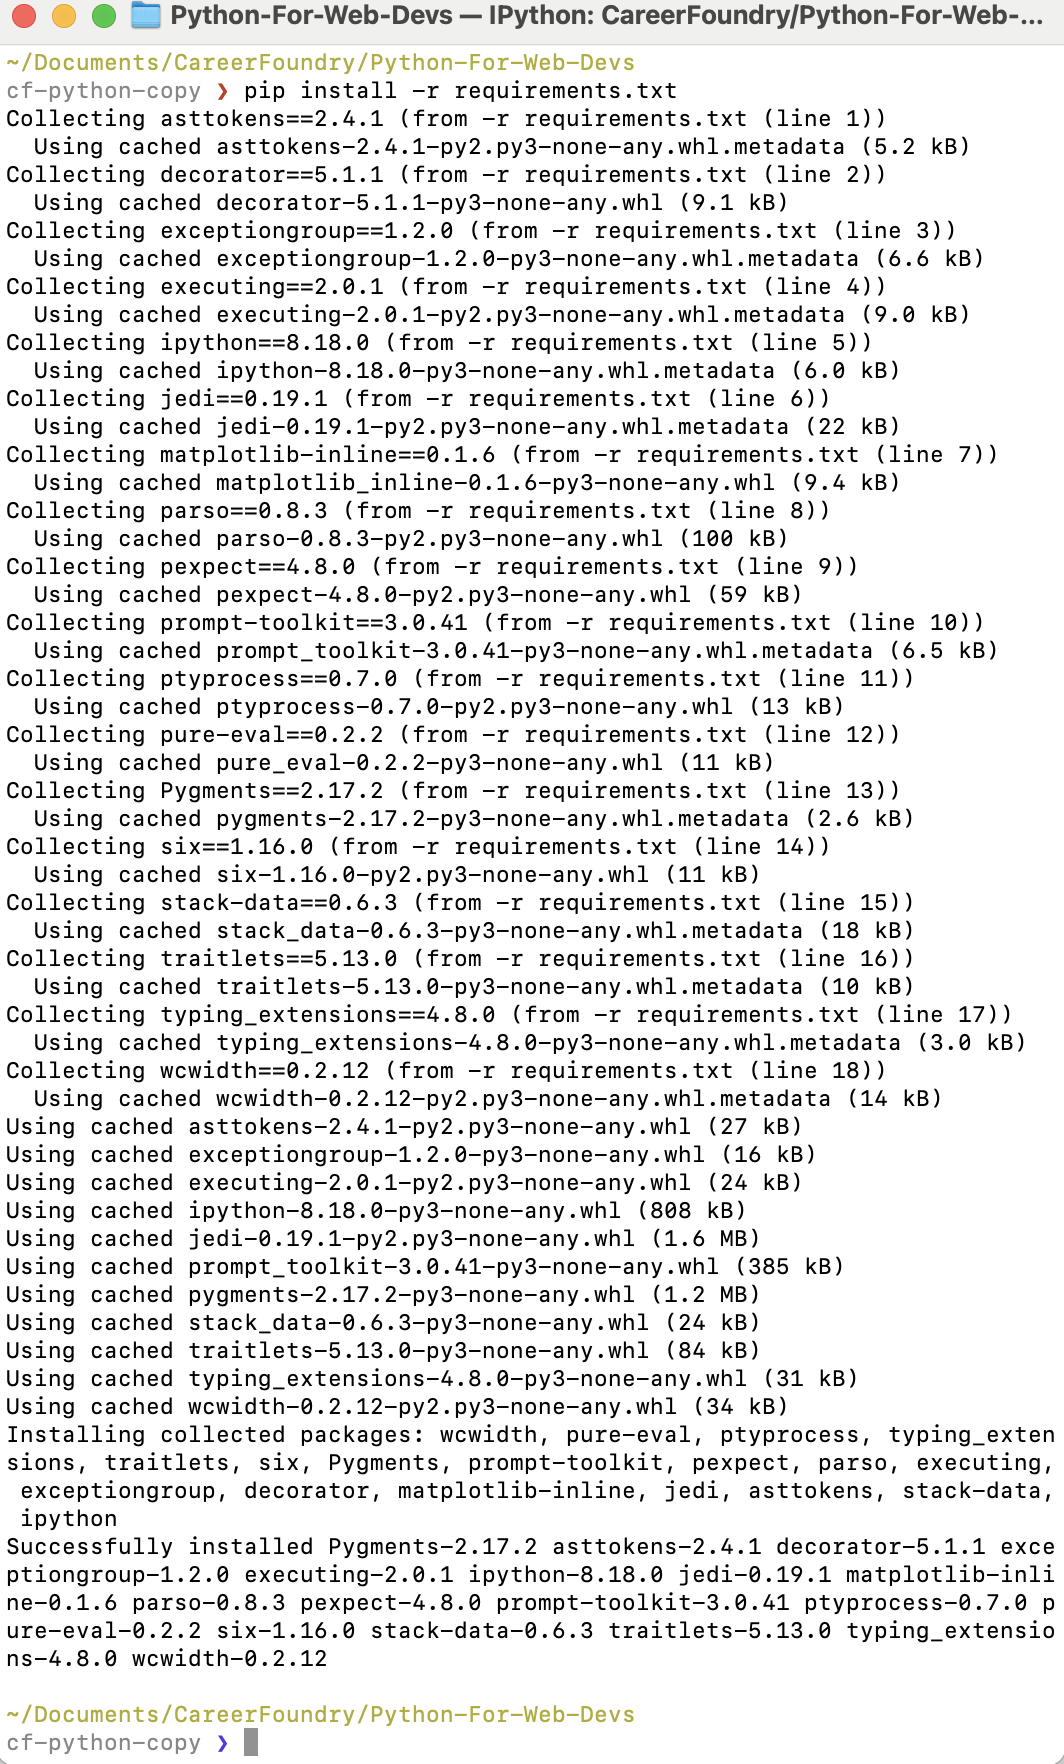 Python-For-Web-Devs — IPython: CareerFoundry/Python-For-Web-...
~/Documents/CareerFoundry/Python-For-Web-Devs
cf-python-copy ❯ pip install -r requirements.txt
Collecting asttokens==2.4.1 (from -r requirements.txt (line 1))
  Using cached asttokens-2.4.1-py2.py3-none-any.whl.metadata (5.2 kB)
Collecting decorator==5.1.1 (from -r requirements.txt (line 2))
  Using cached decorator-5.1.1-py3-none-any.whl (9.1 kB)
Collecting exceptiongroup==1.2.0 (from -r requirements.txt (line 3))
  Using cached exceptiongroup-1.2.0-py3-none-any.whl.metadata (6.6 kB)
Collecting executing==2.0.1 (from -r requirements.txt (line 4))
  Using cached executing-2.0.1-py2.py3-none-any.whl.metadata (9.0 kB)
Collecting ipython==8.18.0 (from -r requirements.txt (line 5))
  Using cached ipython-8.18.0-py3-none-any.whl.metadata (6.0 kB)
Collecting jedi==0.19.1 (from -r requirements.txt (line 6))
  Using cached jedi-0.19.1-py2.py3-none-any.whl.metadata (22 kB)
Collecting matplotlib-inline==0.1.6 (from -r requirements.txt (line 7))
  Using cached matplotlib_inline-0.1.6-py3-none-any.whl (9.4 kB)
Collecting parso==0.8.3 (from -r requirements.txt (line 8))
  Using cached parso-0.8.3-py2.py3-none-any.whl (100 kB)
Collecting pexpect==4.8.0 (from -r requirements.txt (line 9))
  Using cached pexpect-4.8.0-py2.py3-none-any.whl (59 kB)
Collecting prompt-toolkit==3.0.41 (from -r requirements.txt (line 10))
  Using cached prompt_toolkit-3.0.41-py3-none-any.whl.metadata (6.5 kB)
Collecting ptyprocess==0.7.0 (from -r requirements.txt (line 11))
  Using cached ptyprocess-0.7.0-py2.py3-none-any.whl (13 kB)
Collecting pure-eval==0.2.2 (from -r requirements.txt (line 12))
  Using cached pure_eval-0.2.2-py3-none-any.whl (11 kB)
Collecting Pygments==2.17.2 (from -r requirements.txt (line 13))
  Using cached pygments-2.17.2-py3-none-any.whl.metadata (2.6 kB)
Collecting six==1.16.0 (from -r requirements.txt (line 14))
  Using cached six-1.16.0-py2.py3-none-any.whl (11 kB)
Collecting stack-data==0.6.3 (from -r requirements.txt (line 15))
  Using cached stack_data-0.6.3-py3-none-any.whl.metadata (18 kB)
Collecting traitlets==5.13.0 (from -r requirements.txt (line 16))
  Using cached traitlets-5.13.0-py3-none-any.whl.metadata (10 kB)
Collecting typing_extensions==4.8.0 (from -r requirements.txt (line 17))
  Using cached typing_extensions-4.8.0-py3-none-any.whl.metadata (3.0 kB)
Collecting wcwidth==0.2.12 (from -r requirements.txt (line 18))
  Using cached wcwidth-0.2.12-py2.py3-none-any.whl.metadata (14 kB)
Using cached asttokens-2.4.1-py2.py3-none-any.whl (27 kB)
Using cached exceptiongroup-1.2.0-py3-none-any.whl (16 kB)
Using cached executing-2.0.1-py2.py3-none-any.whl (24 kB)
Using cached ipython-8.18.0-py3-none-any.whl (808 kB)
Using cached jedi-0.19.1-py2.py3-none-any.whl (1.6 MB)
Using cached prompt_toolkit-3.0.41-py3-none-any.whl (385 kB)
Using cached pygments-2.17.2-py3-none-any.whl (1.2 MB)
Using cached stack_data-0.6.3-py3-none-any.whl (24 kB)
Using cached traitlets-5.13.0-py3-none-any.whl (84 kB)
Using cached typing_extensions-4.8.0-py3-none-any.whl (31 kB)
Using cached wcwidth-0.2.12-py2.py3-none-any.whl (34 kB)
Installing collected packages: wcwidth, pure-eval, ptyprocess, typing_exten
sions, traitlets, six, Pygments, prompt-toolkit, pexpect, parso, executing,
 exceptiongroup, decorator, matplotlib-inline, jedi, asttokens, stack-data,
 ipython
Successfully installed Pygments-2.17.2 asttokens-2.4.1 decorator-5.1.1 exce
ptiongroup-1.2.0 executing-2.0.1 ipython-8.18.0 jedi-0.19.1 matplotlib-inli
ne-0.1.6 parso-0.8.3 pexpect-4.8.0 prompt-toolkit-3.0.41 ptyprocess-0.7.0 p
ure-eval-0.2.2 six-1.16.0 stack-data-0.6.3 traitlets-5.13.0 typing_extensio
ns-4.8.0 wcwidth-0.2.12
~/Documents/CareerFoundry/Python-For-Web-Devs
cf-python-copy ❯